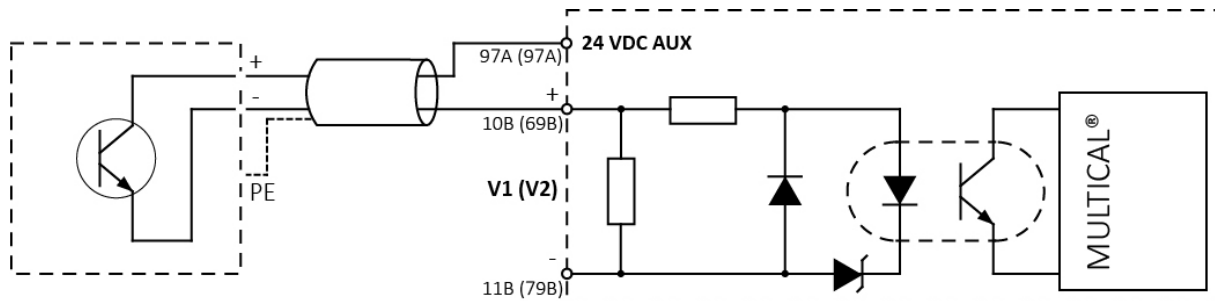 24 VDC AUX
97A (97A)
+
-
PE
+
10B (69B)
V1 (V2)
-
11B (79B)
MULTICAL®